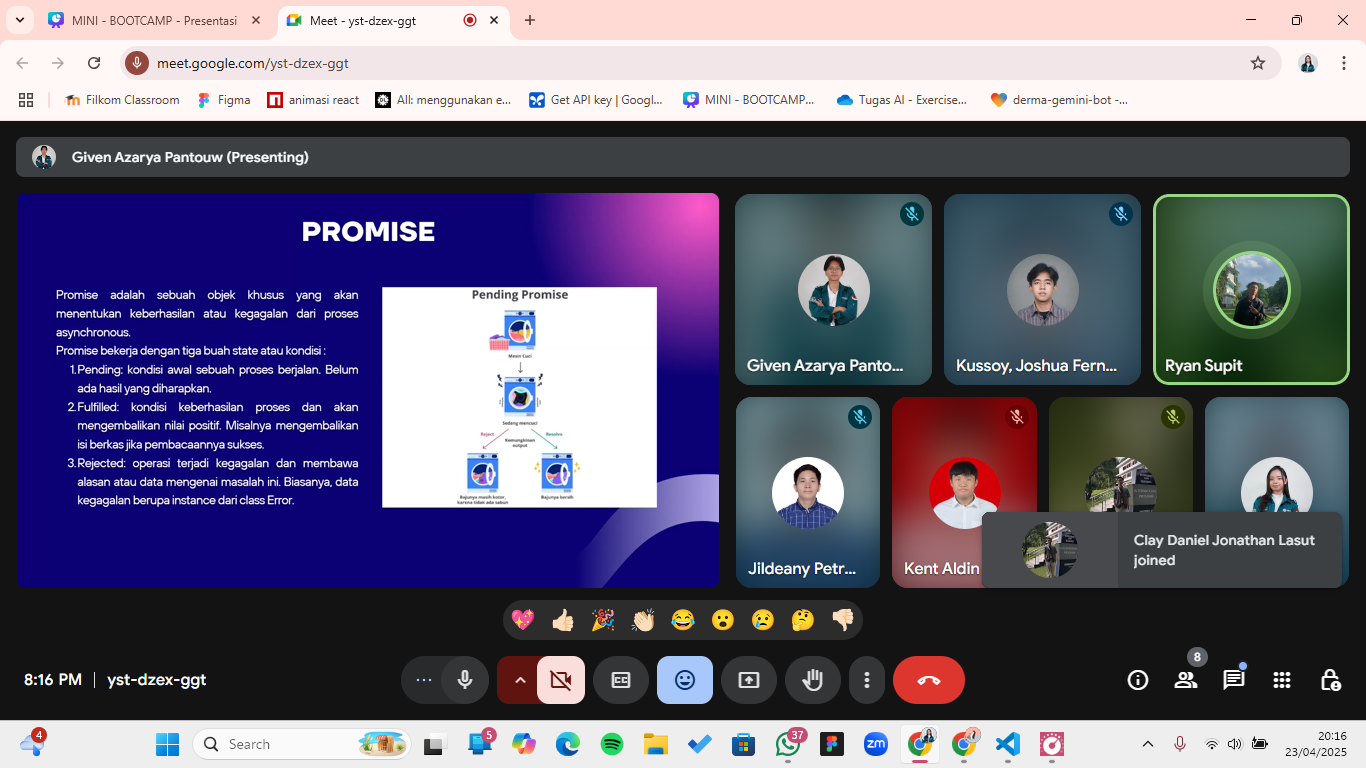 MINI - BOOTCAMP - Presentasi
Meet - yst-dzex-ggt
meet.google.com/yst-dzex-ggt
Filkom Classroom
Figma
animasi react
All: menggunakan e...
Get API key | Googl...
MINI - BOOTCAMP...
Tugas AI - Exercise...
derma-gemini-bot -...
Given Azarya Pantouw (Presenting)
PROMISE
Promise adalah sebuah objek khusus yang akan
menentukan keberhasilan atau kegagalan dari proses
asynchronous.
Promise bekerja dengan tiga buah state atau kondisi :
1. Pending: kondisi awal sebuah proses berjalan. Belum
ada hasil yang diharapkan.
2. Fulfilled: kondisi keberhasilan proses dan akan
mengembalikan nilai positif. Misalnya mengembalikan
isi berkas jika pembacaannya sukses.
3. Rejected: operasi terjadi kegagalan dan membawa
alasan atau data mengenai masalah ini. Biasanya, data
kegagalan berupa instance dari class Error.
Pending Promise
Mesin Cuci
Sedang mencuci
Reject
Kemungkinan
output
Resolve
Bajunya masih kotor,
karena tidak ada sabun
Bajunya bersih
Given Azarya Panto...
Kussoy, Joshua Fern...
Ryan Supit
Jildeany Petr...
Kent Aldin
Clay Daniel Jonathan Lasut
joined
8:16 PM
yst-dzex-ggt
8
4
Search
5
37
zm
20:16
23/04/2025